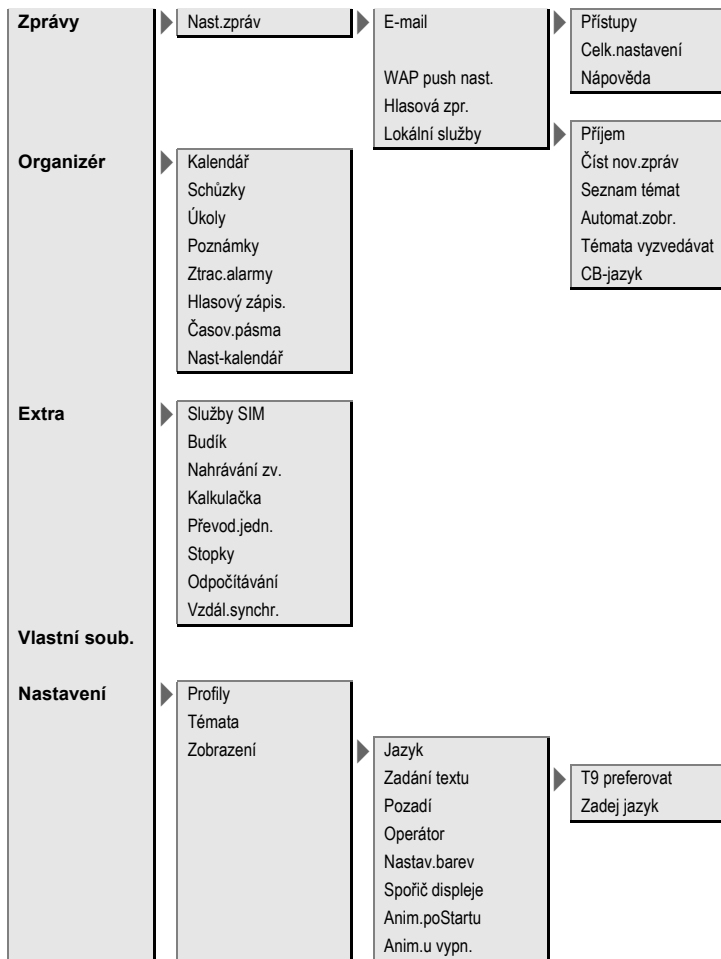 Zprávy
Nast.zpráv
E-mail
Přístupy
Celk.nastavení
WAP push nast.
Nápověda
Hlasová zpr.
Lokální služby
Příjem
Číst nov.zpráv
Seznam témat
Automat.zobr.
Témata vyzvedávat
CB-jazyk
Organizér
Kalendář
Schůzky
Úkoly
Poznámky
Ztrac.alarmy
Hlasový zápis.
Časov.pásma
Nast-kalendář
Extra
Služby SIM
Budík
Nahrávání zv.
Kalkulačka
Převod.jedn.
Stopky
Odpočítávání
Vzdál.synchr.
Vlastní soub.
Nastavení
Profily
Témata
Zobrazení
Jazyk
Zadání textu
T9 preferovat
Zadej jazyk
Pozadí
Operátor
Nastav.barev
Spořič displeje
Anim.poStartu
Anim.u vypn.